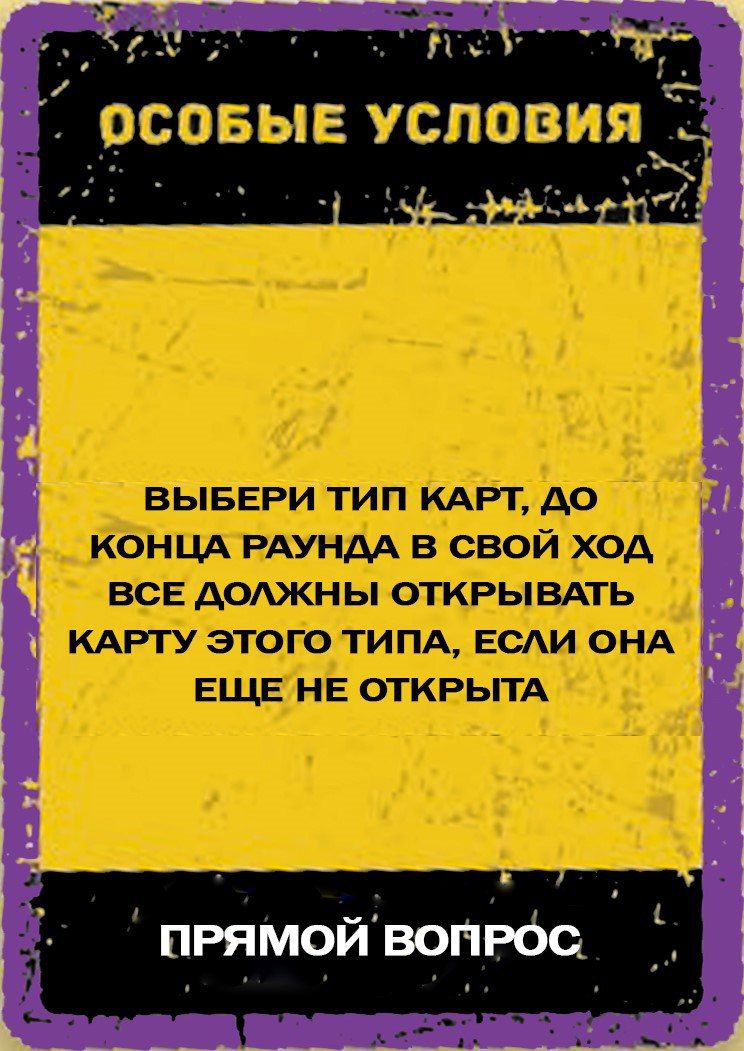 ОСОБЫЕ УСЛОВИЯ
ВЫБЕРИ ТИП КАРТ, ДО
КОНЦА РАУНДА В СВОЙ ХОД
ВСЕ ДОЛЖНЫ ОТКРЫВАТЬ
КАРТУ ЭТОГО ТИПА, ЕСЛИ ОНА
ЕЩЕ НЕ ОТКРЫТА
ПРЯМОЙ ВОПРОС